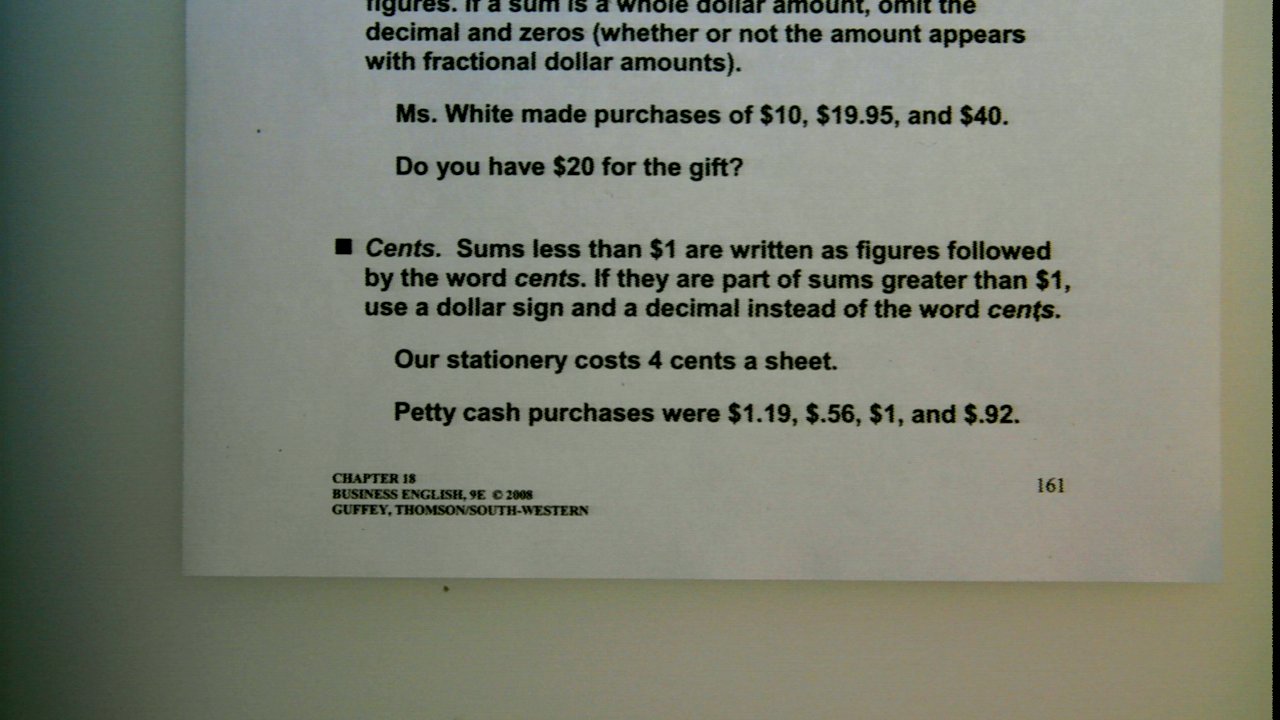 figures. If a sum is a whole dollar amount, omit the
decimal and zeros (whether or not the amount appears
with fractional dollar amounts).
Ms. White made purchases of $10, $19.95, and $40.
Do you have $20 for the gift?
■ Cents. Sums less than $1 are written as figures followed
by the word cents. If they are part of sums greater than $1,
use a dollar sign and a decimal instead of the word cents.
Our stationery costs 4 cents a sheet.
Petty cash purchases were $1.19, $.56, $1, and $.92.
CHAPTER 18
BUSINESS ENGLISH, 9E © 2008
GUFFEY, THOMSON/SOUTH-WESTERN
161